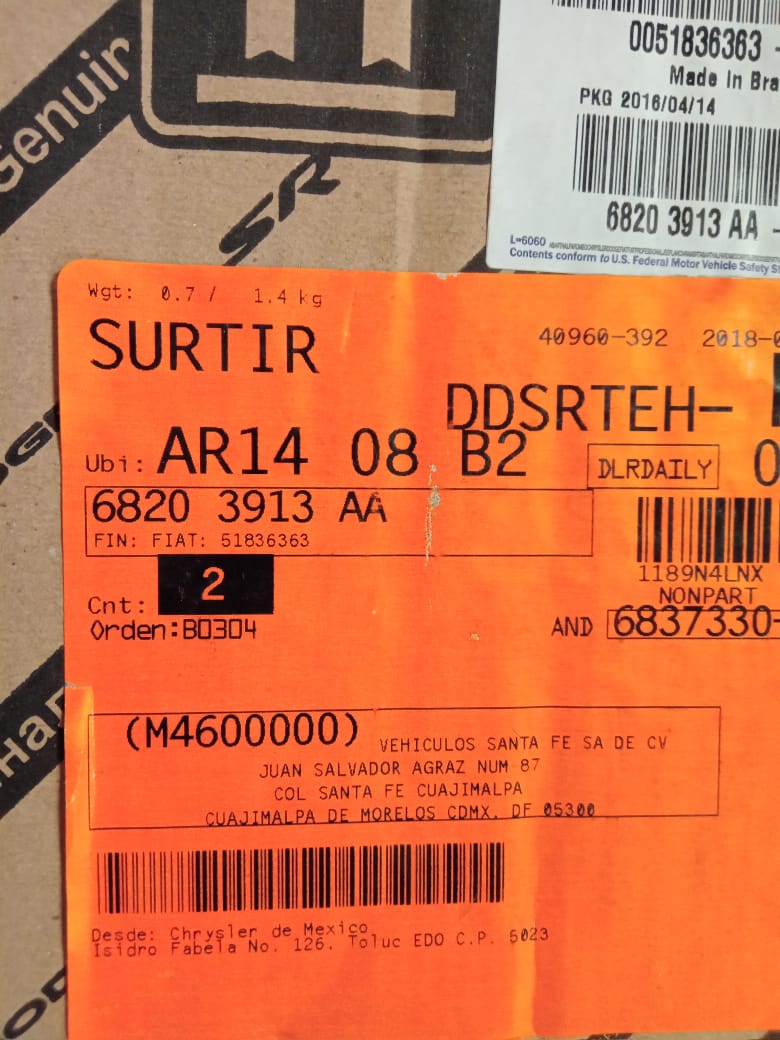 Genuin
SR
0051836363 -
Made In Bra
PKG 2016/04/14
6820 3913 AA -
L=6060
Contents conform to U.S. Federal Motor Vehicle Safety S
Wgt: 0.7 / 1.4 kg
SURTIR
40960-392 2018-0
DDSRTEH-
Ubi: AR14 08 B2
DLRDAILY 0
6820 3913 AA
FIN: FIAT: 51836363
1189N4LNX
NONPART
Cnt: 2
Orden:B0304
AND 6837330-
(M4600000) VEHICULOS SANTA FE SA DE CV
JUAN SALVADOR AGRAZ NUM 87
COL SANTA FE CUAJIMALPA
CUAJIMALPA DE MORELOS CDMX. DF 05300
Desde: Chrysler de Mexico
Isidro Fabela No. 126. Toluc EDO C.P. 5023